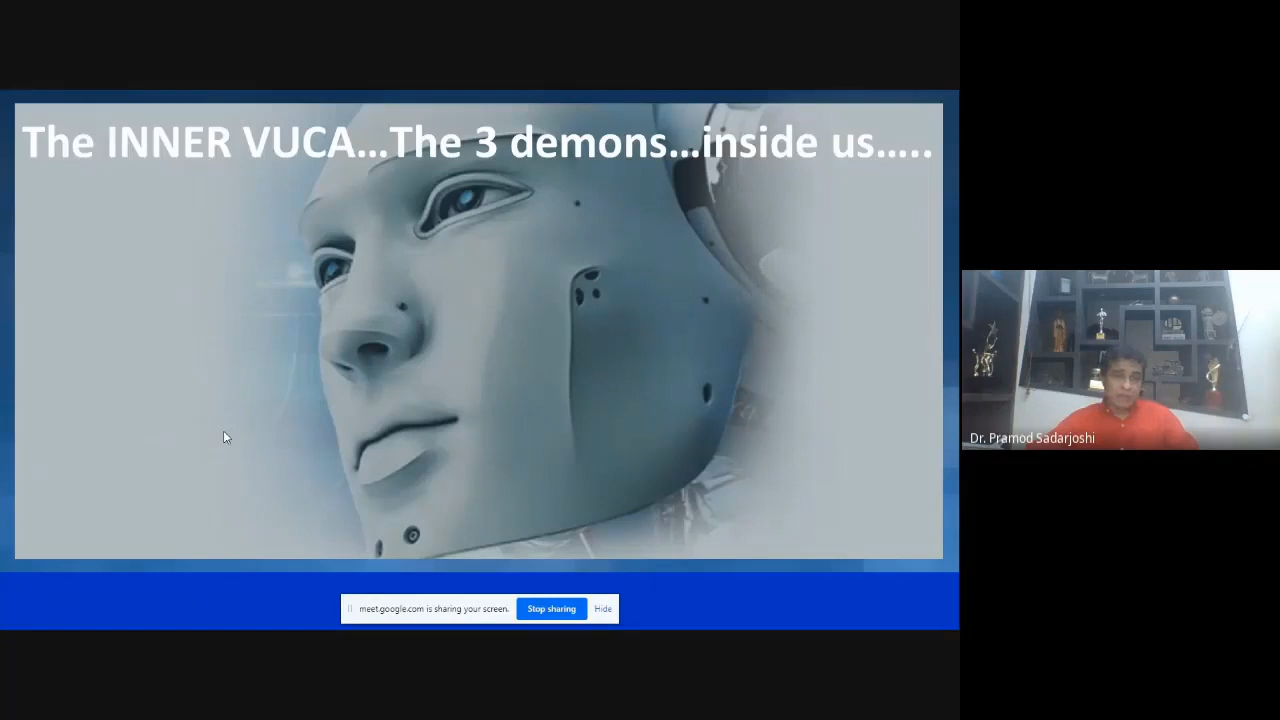 The INNER VUCA...The 3 demons...inside us.....
Dr. Pramod Sadarjoshi
meet.google.com is sharing your screen.
Stop sharing
Hide